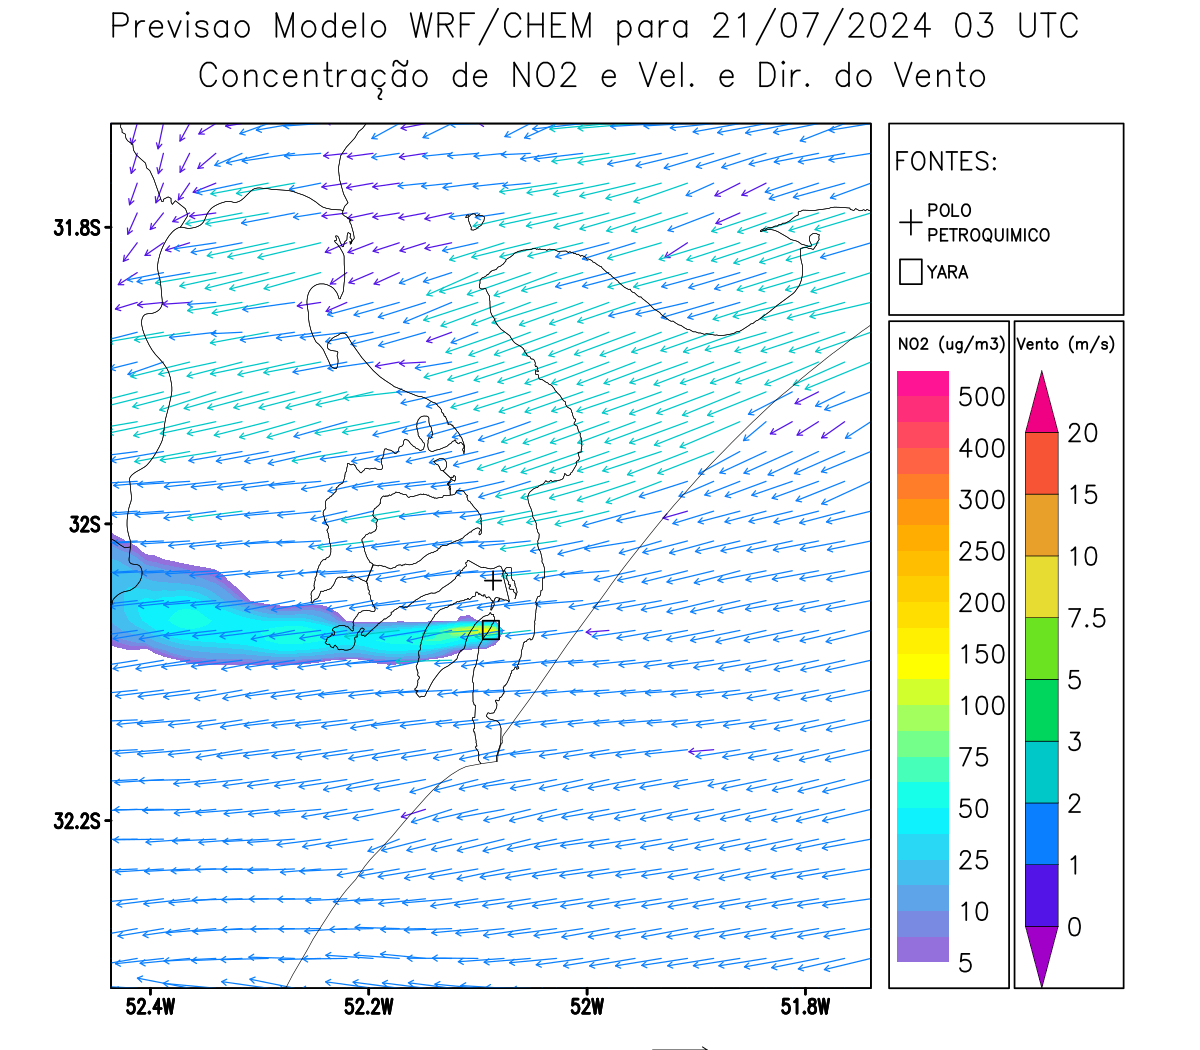 Previsao Modelo WRF/CHEM para 21/07/2024 03 UTC
Concentração de NO2 e Vel. e Dir. do Vento
FONTES:
POLO
PETROQUIMICO
YARA
31.8S
32S
32.2S
52.4W 52.2W 52W 51.8W
NO2 (ug/m3)
500
400
300
250
200
150
100
75
50
25
10
5
Vento (m/s)
20
15
10
7.5
5
3
2
1
0